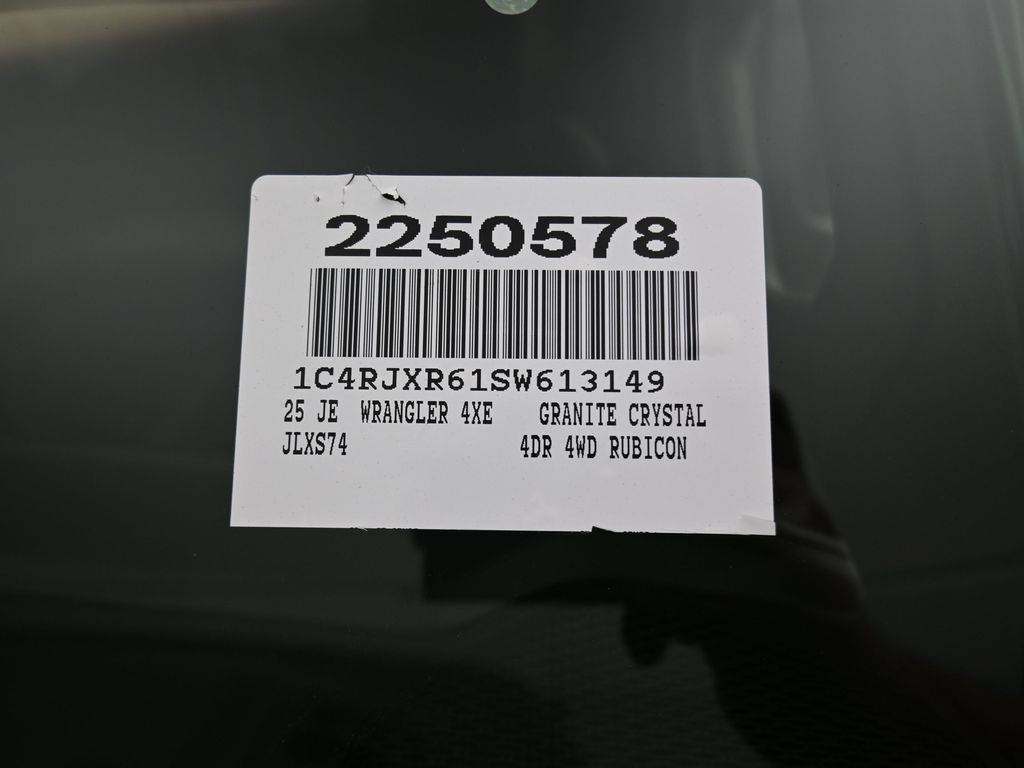 2250578
1C4RJXR61SW613149
25 JE WRANGLER 4XE GRANITE CRYSTAL
JLXS74 4DR 4WD RUBICON